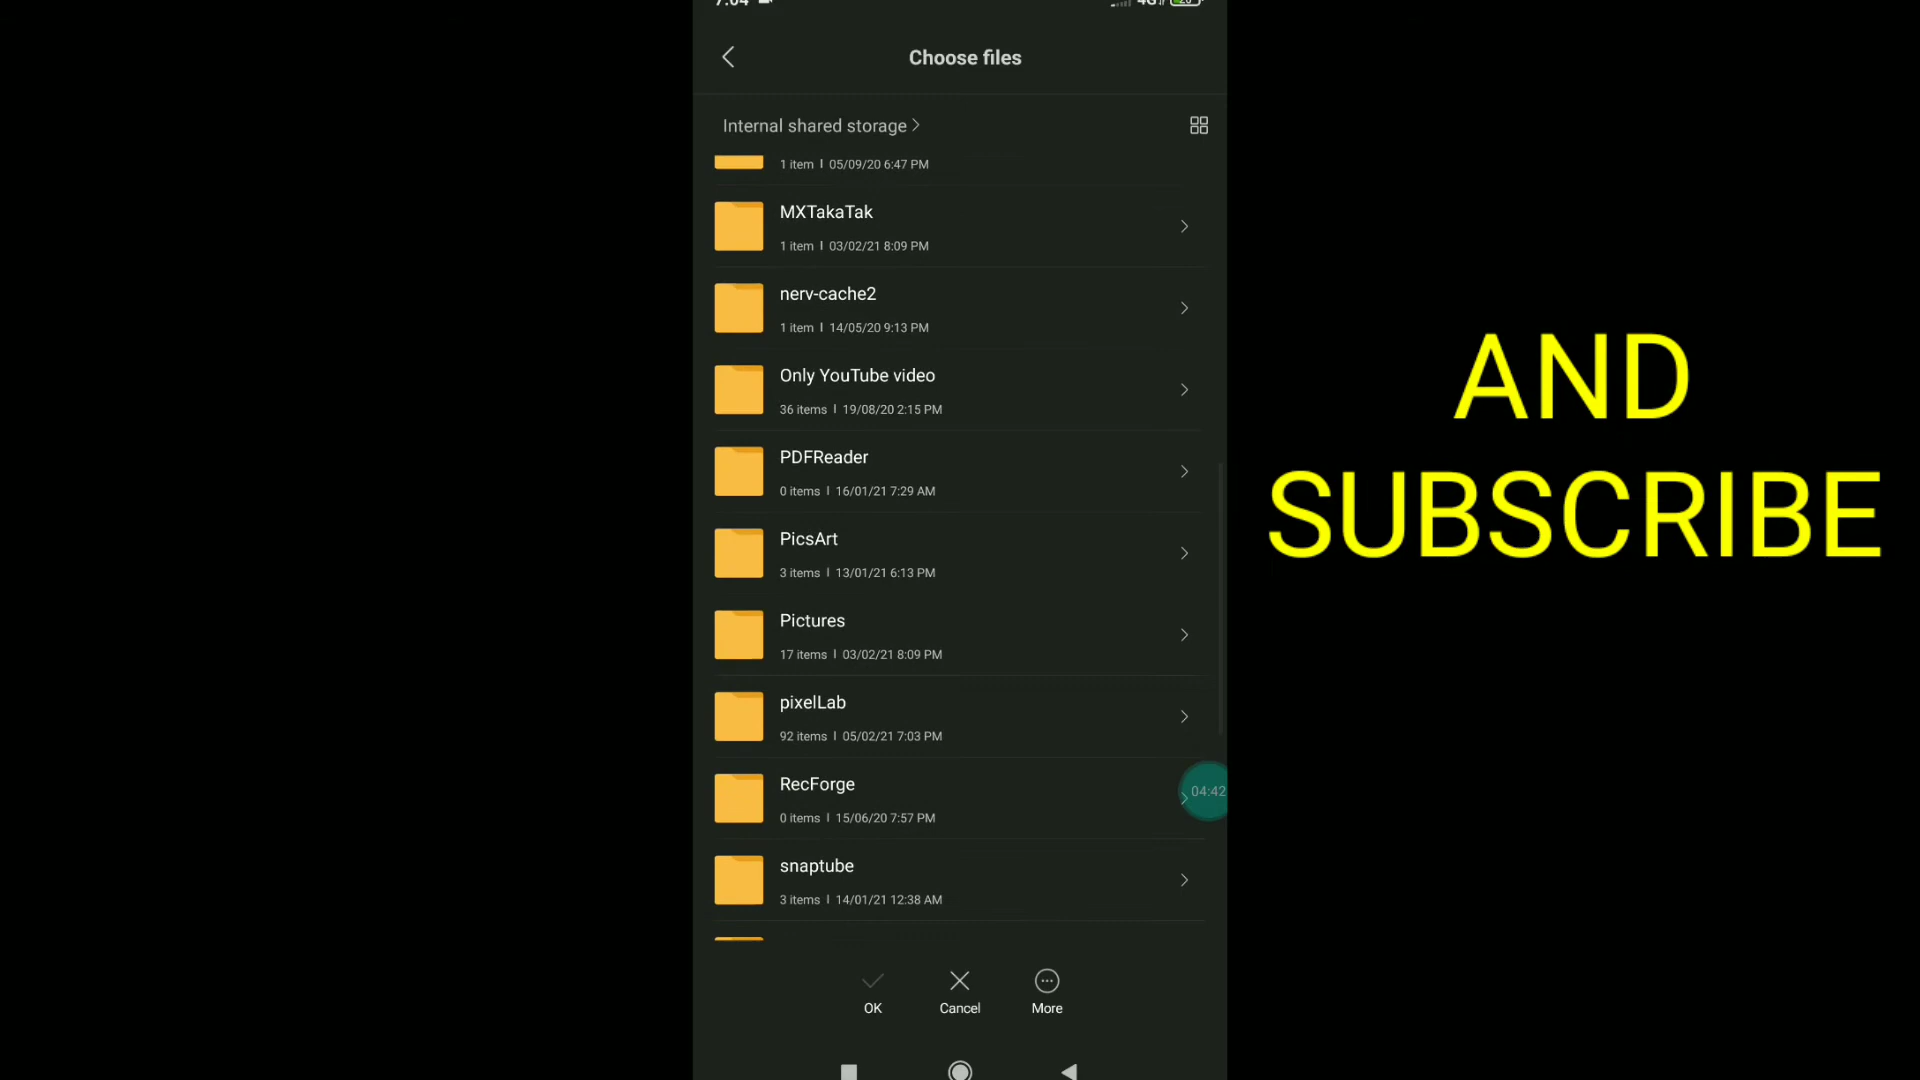 7:04
4G 20
Choose files
Internal shared storage
1 item | 05/09/20 6:47 PM
MXTakaTak
1 item | 03/02/21 8:09 PM
nerv-cache2
1 item | 14/05/20 9:13 PM
Only YouTube video
36 items | 19/08/20 2:15 PM
PDFReader
0 items | 16/01/21 7:29 AM
PicsArt
3 items | 13/01/21 6:13 PM
Pictures
17 items | 03/02/21 8:09 PM
pixelLab
92 items | 05/02/21 7:03 PM
RecForge
0 items | 15/06/20 7:57 PM
04:42
snaptube
3 items | 14/01/21 12:38 AM
OK
Cancel
More
AND
SUBSCRIBE